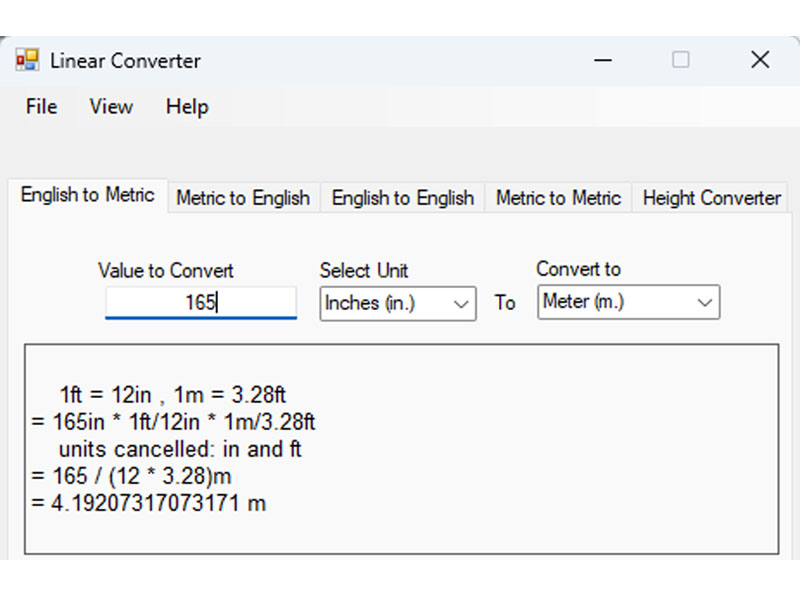 Linear Converter
File View Help
English to Metric Metric to English English to English Metric to Metric Height Converter
Value to Convert Select Unit Convert to
165 Inches (in.) To Meter (m.)
1ft = 12in , 1m = 3.28ft
= 165in * 1ft/12in * 1m/3.28ft
units cancelled: in and ft
= 165 / (12 * 3.28)m
= 4.19207317073171 m